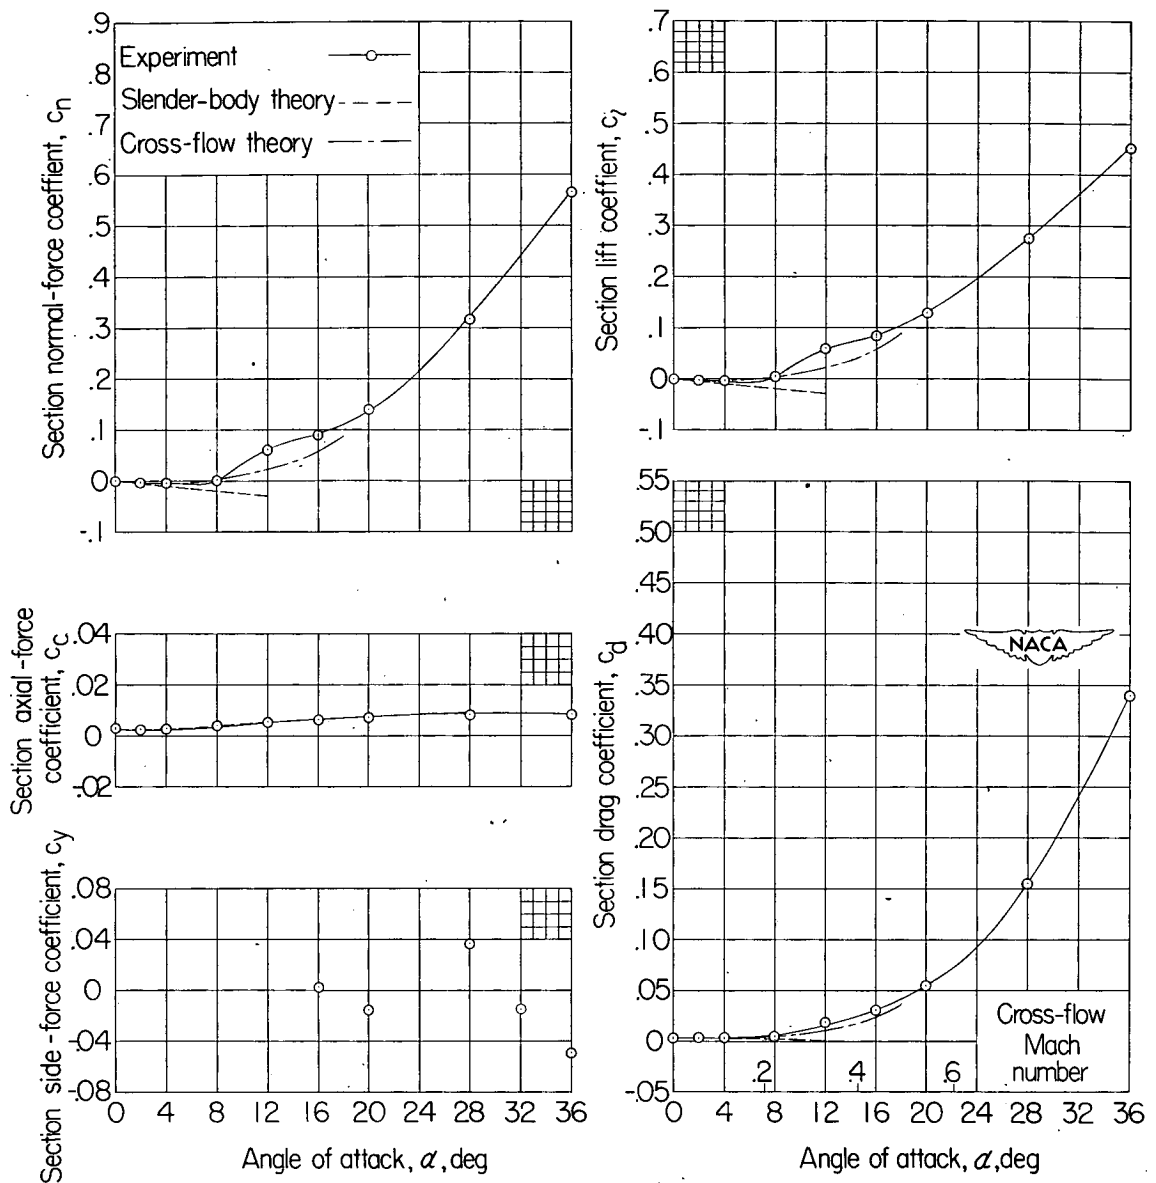 .9
.8
.7
.6
.5
.4
.3
.2
.1
0
-.1
Section normal-force coeffient, cn
Experiment
Slender-body theory
Cross-flow theory
.04
.02
0
-.02
Section axial-force
coefficient, cc
.08
.04
0
-.04
-.08
Section side-force coefficient, cy
0 4 8 12 16 20 24 28 32 36
Angle of attack, α, deg
.7
.6
.5
.4
.3
.2
.1
0
-.1
Section lift coeffient, cl
.55
.50
.45
.40
.35
.30
.25
.20
.15
.10
.05
0
-.05
Section drag coefficient, cd
NACA
Cross-flow
Mach
number
.2 .4 .6
0 4 8 12 16 20 24 28 32 36
Angle of attack, α, deg